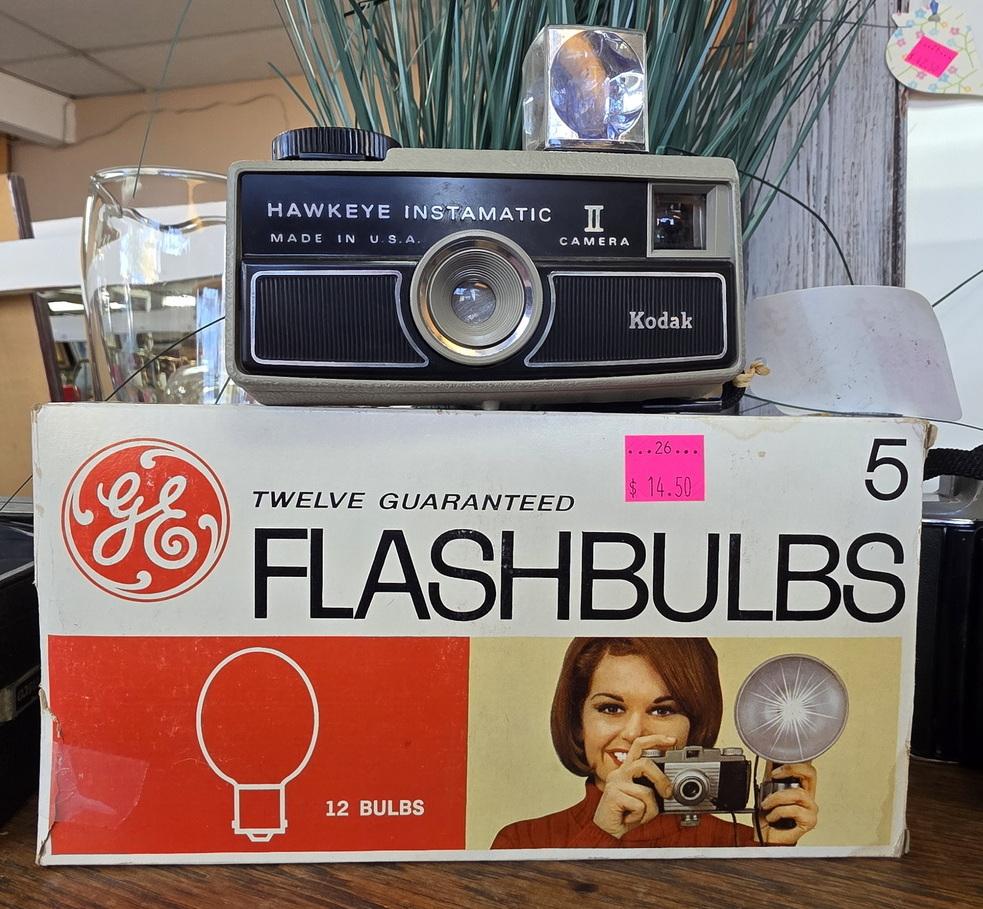 HAWKEYE INSTAMATIC II
MADE IN U.S.A. CAMERA
Kodak
GE
...26...
$ 14.50
5
TWELVE GUARANTEED
FLASHBULBS
12 BULBS